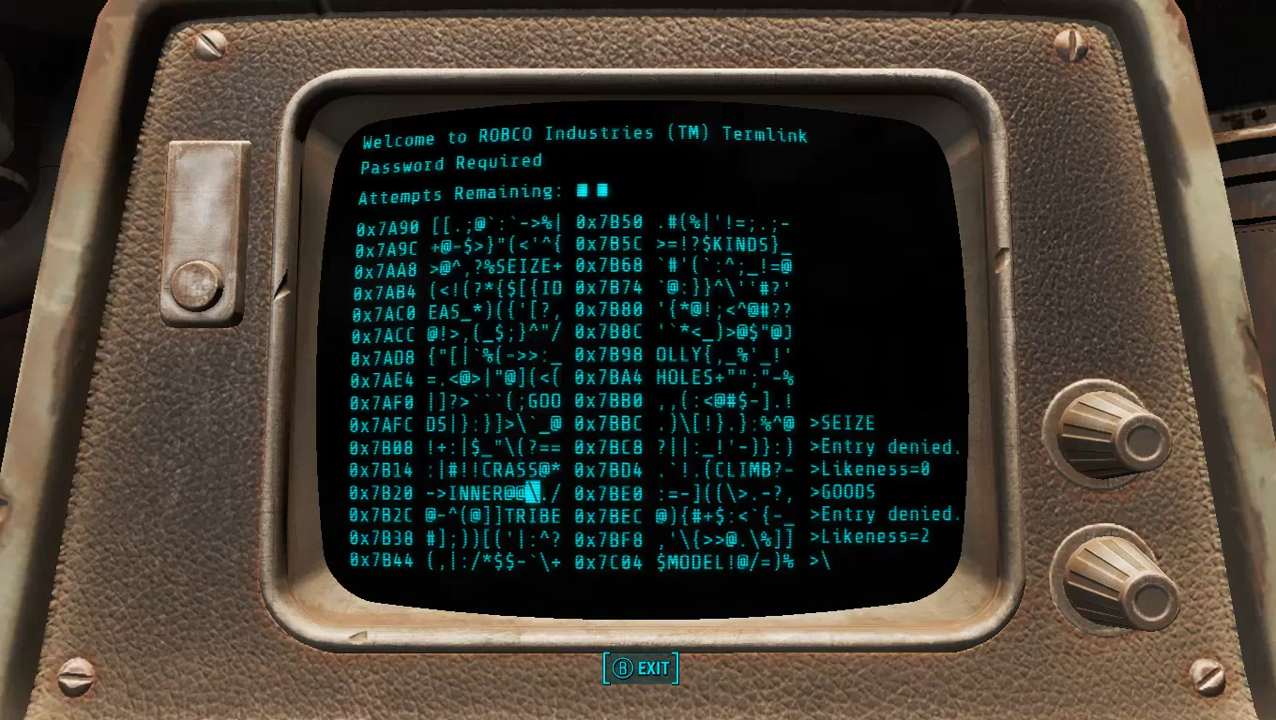 Welcome to ROBCO Industries (TM) Termlink
Password Required
Attempts Remaining: ■ ■
0x7A90 [[.;@`:`->%| 0x7B50 .#(%|'!=;.;-
0x7A9C +@-$>}"(<'^{ 0x7B5C >=!?$KINDS}_
0x7AA8 >@^,?%SEIZE+ 0x7B68 `#'(`:^;_!=@
0x7AB4 (<!(?*{$[{ID 0x7B74 `@:}}^\''#?'
0x7AC0 EAS_*)({'[?, 0x7B80 '{*@!;<^@#??
0x7ACC @!>,(_$;}^"/ 0x7B8C '`*<_)>@$"@J
0x7AD8 {"[|`%(->>:_ 0x7B98 OLLY{,_%'_!'
0x7AE4 =.<@>|"@](<( 0x7BA4 HOLES+"";"-%
0x7AF0 |]?>```(;GOO 0x7BB0 ,,(:<@#$-].!
0x7AFC DS|}:}]>\`_@ 0x7BBC .)\[!}.}:%^@ >SEIZE
0x7B08 !+:|$_"\(?== 0x7BC8 ?||:_!'-)}:) >Entry denied.
0x7B14 :|#!!CRASS@* 0x7BD4 .`!.(CLIMB?- >Likeness=0
0x7B20 ->INNER@@\./ 0x7BE0 :=-]((\>.-?, >GOODS
0x7B2C @-^(@]]TRIBE 0x7BEC @){#+$:<`{-_ >Entry denied.
0x7B38 #];))[('|:^? 0x7BF8 ,'\{>>@.\%]] >Likeness=2
0x7B44 (,|:/*$$-`\+ 0x7C04 $MODEL!@/=)% >\
Ⓑ EXIT